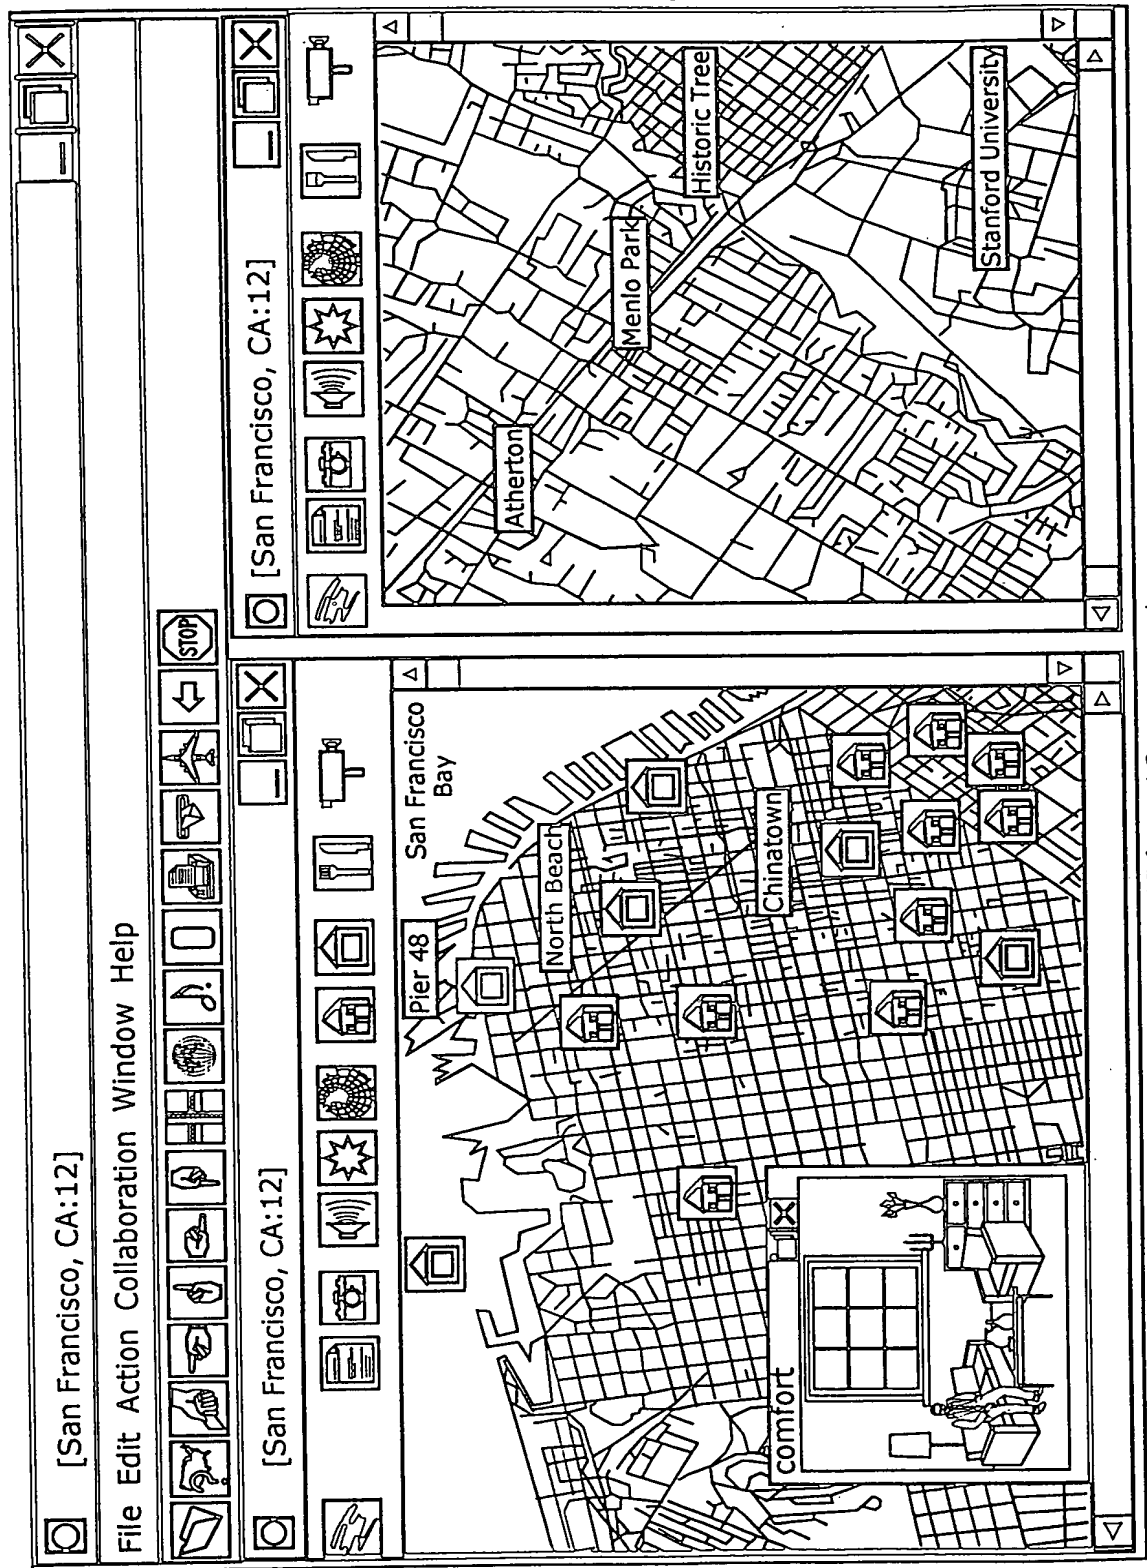 [San Francisco, CA:12]
File Edit Action Collaboration Window Help
STOP
[San Francisco, CA:12]
Pier 48
San Francisco
Bay
North Beach
Chinatown
comfort
[San Francisco, CA:12]
Atherton
Menlo Park
Historic Tree
Stanford University